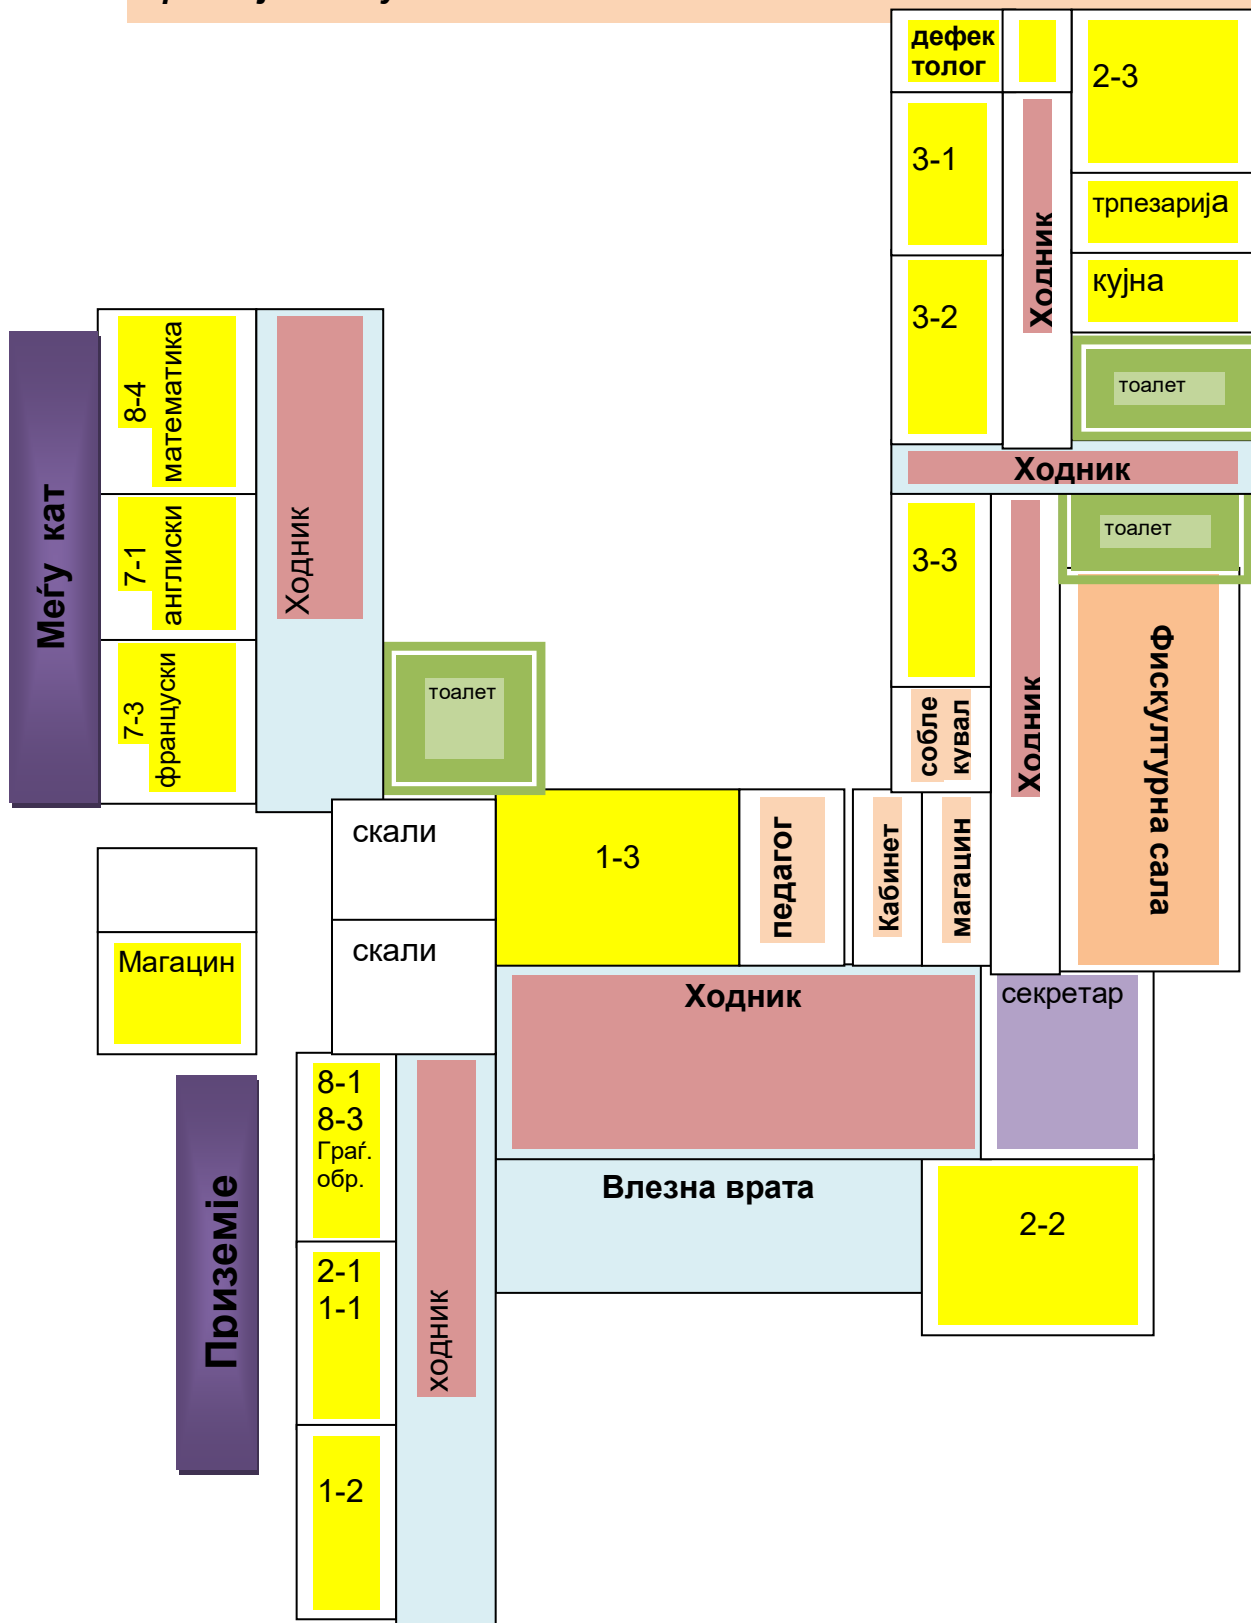 дефек
толог
2-3
3-1
Ходник
трпезарија
3-2
кујна
тоалет
Ходник
Меѓу кат
8-4
математика
7-1
англиски
7-3
француски
Ходник
тоалет
3-3
Ходник
тоалет
собле
кувал
Фискултурна сала
скали
1-3
педагог
Кабинет
магацин
Магацин
скали
Ходник
секретар
Приземје
8-1
8-3
Граѓ.
обр.
ходник
Влезна врата
2-2
2-1
1-1
1-2